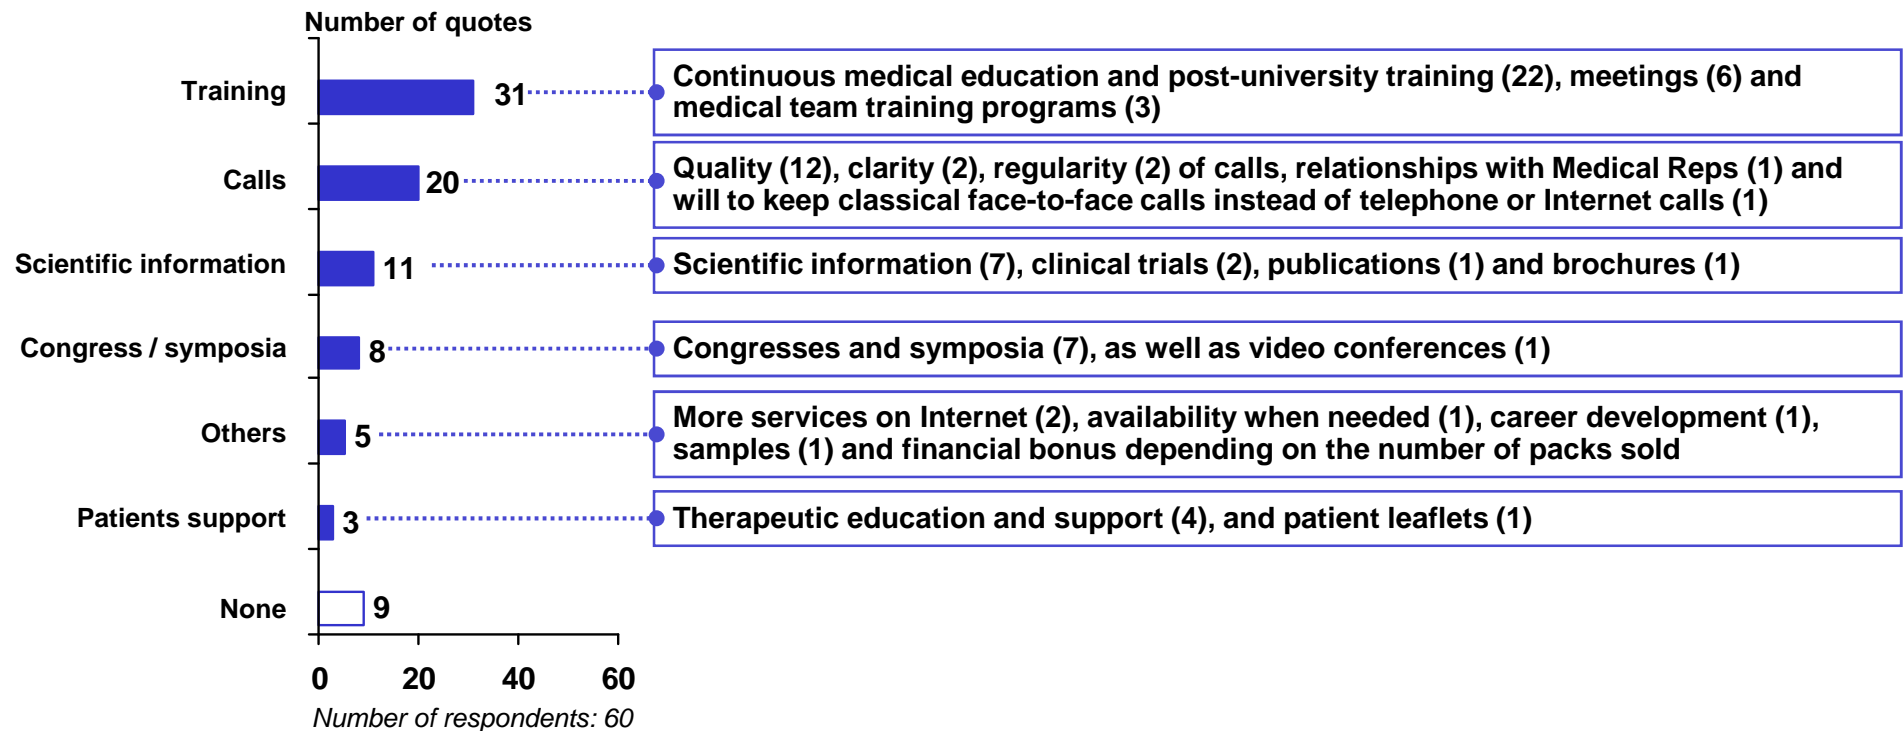 Number of quotes
Training
31
Continuous medical education and post-university training (22), meetings (6) and
medical team training programs (3)
Calls
20
Quality (12), clarity (2), regularity (2) of calls, relationships with Medical Reps (1) and
will to keep classical face-to-face calls instead of telephone or Internet calls (1)
Scientific information
11
Scientific information (7), clinical trials (2), publications (1) and brochures (1)
Congress / symposia
8
Congresses and symposia (7), as well as video conferences (1)
Others
5
More services on Internet (2), availability when needed (1), career development (1),
samples (1) and financial bonus depending on the number of packs sold
Patients support
3
Therapeutic education and support (4), and patient leaflets (1)
None
9
0 20 40 60
Number of respondents: 60